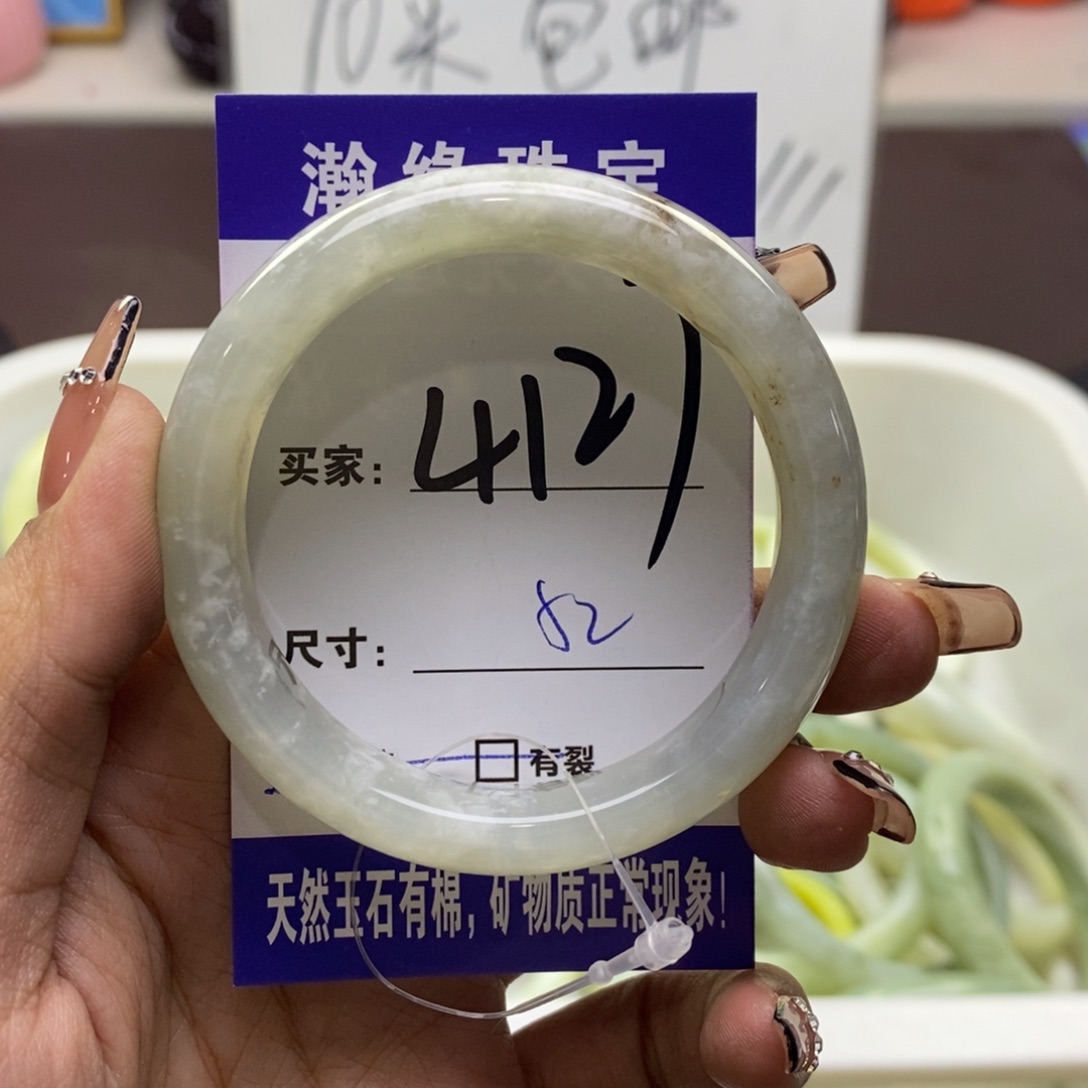 10米 包邮
瀚缘珠宝
买家: 4121
尺寸: 52
有裂
天然玉石有棉, 矿物质正常现象!